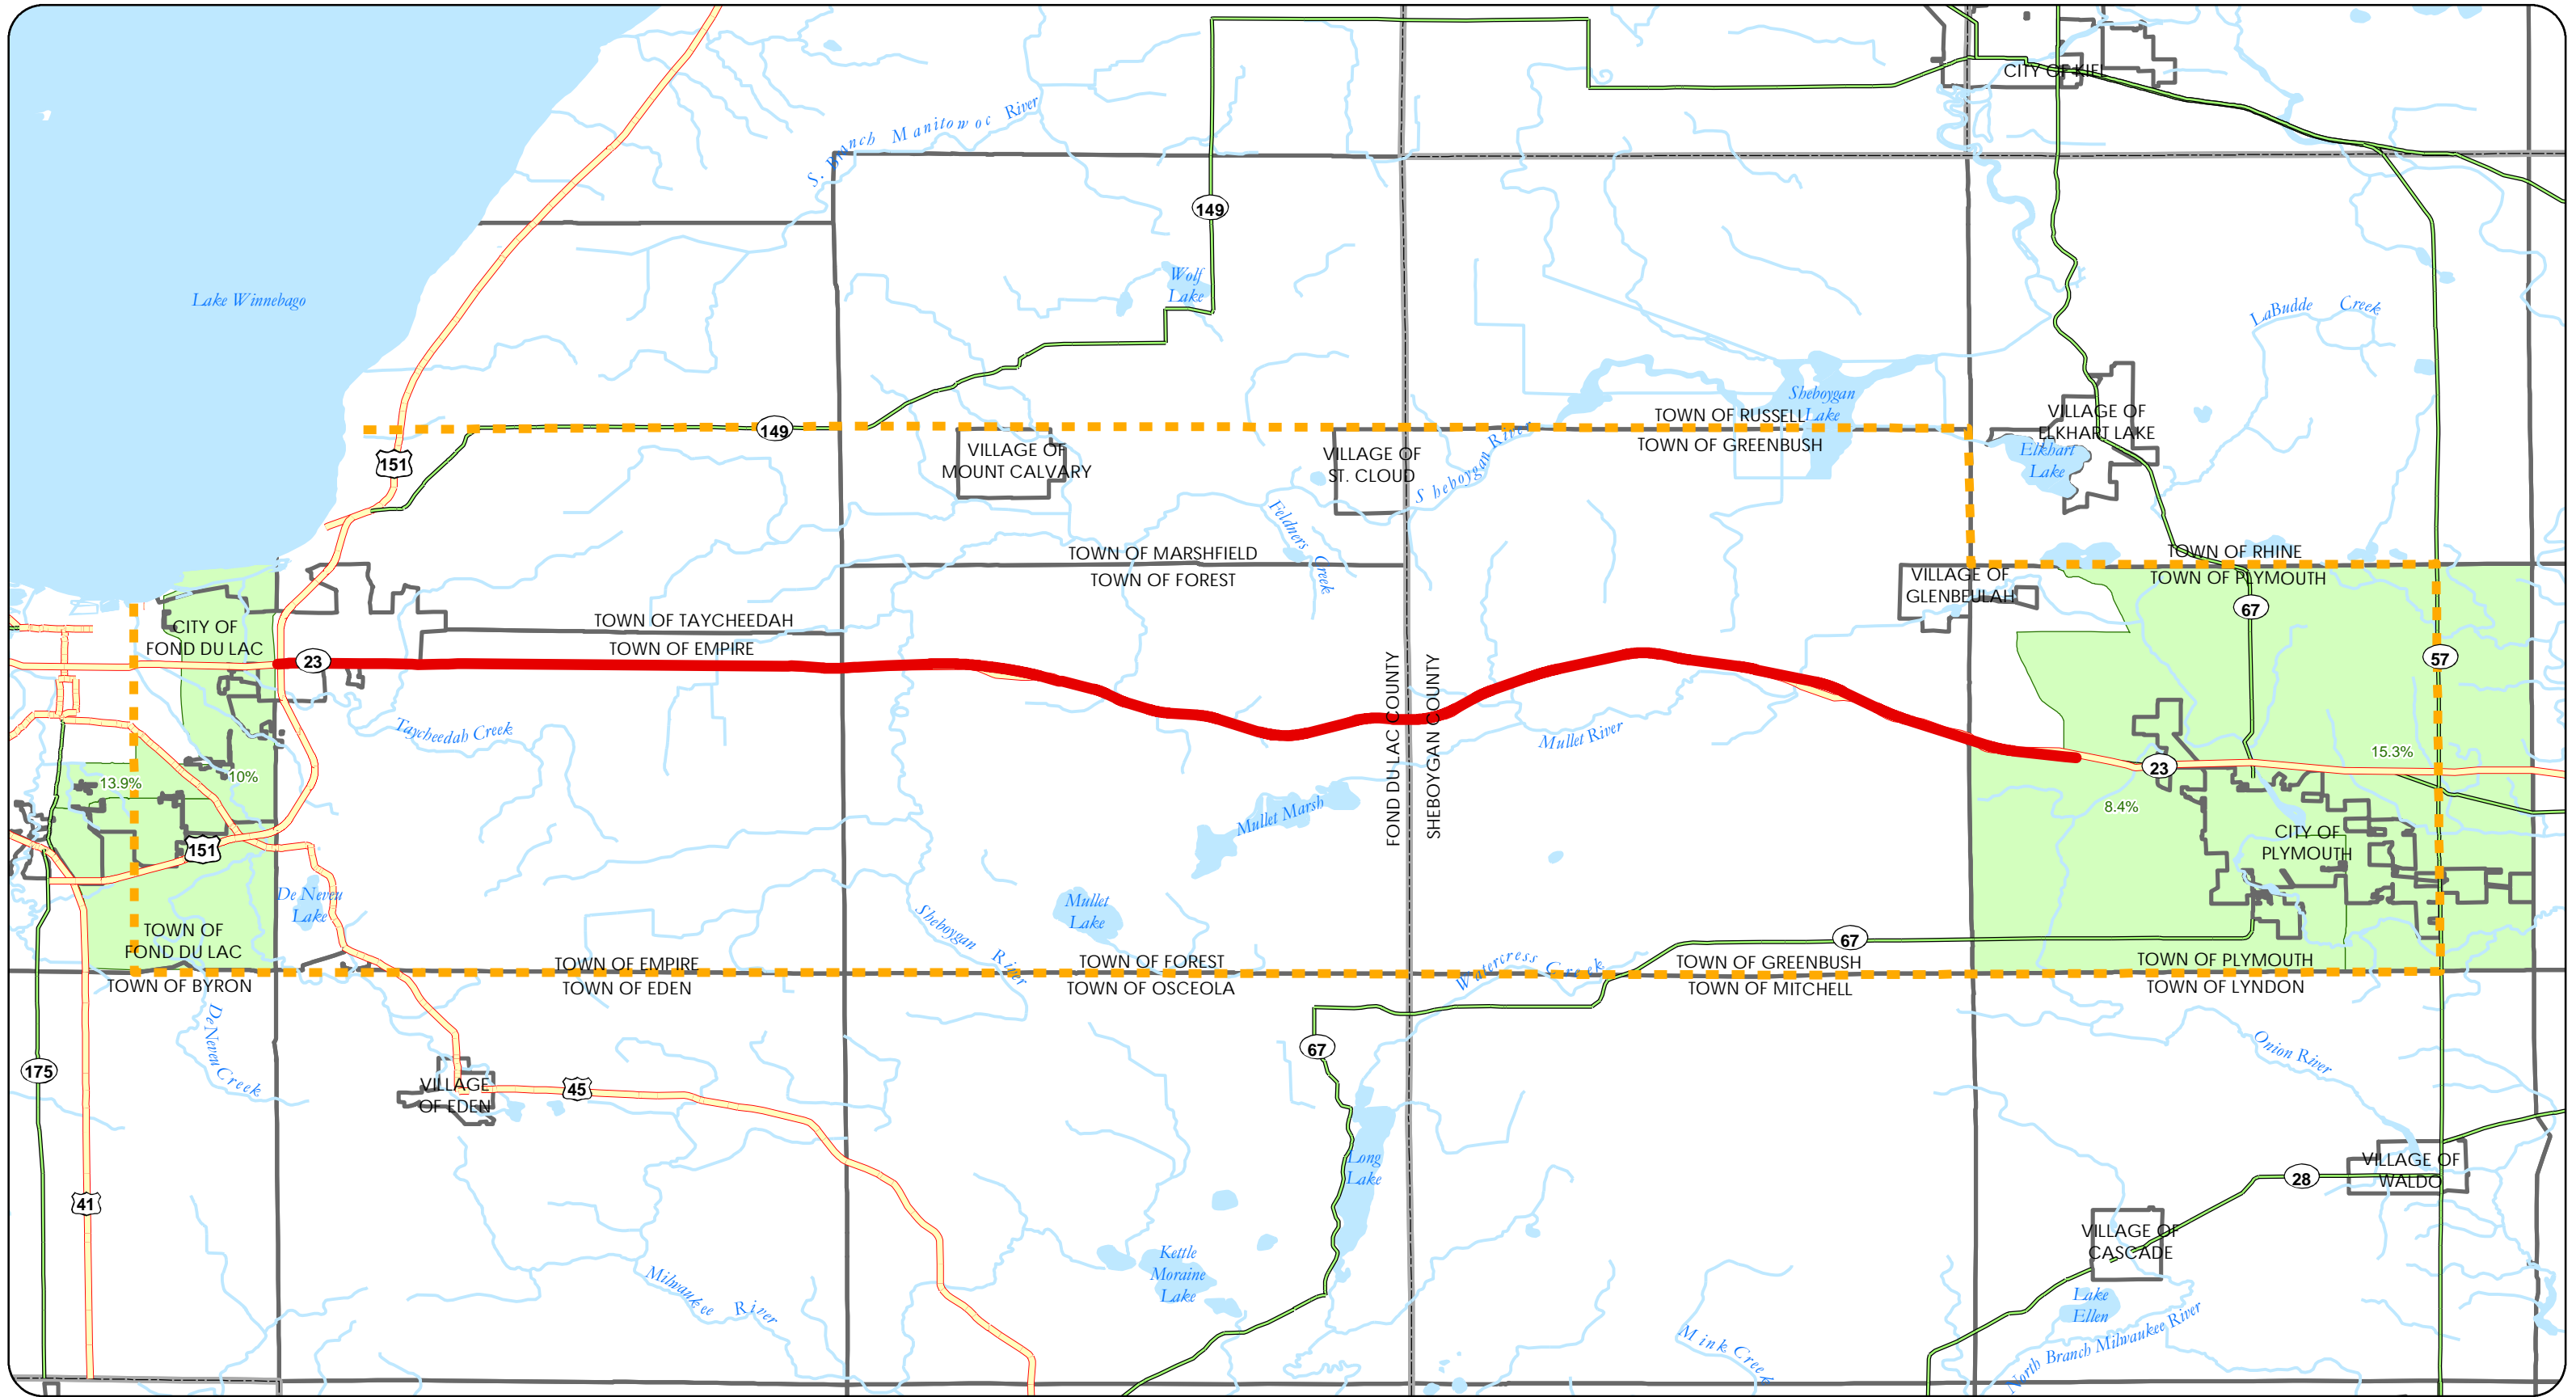 CITY OF KIEL
S. Branch Manitowoc River
149
Wolf
Lake
Lake Winnebago
LaBudde Creek
Sheboygan
Lake
TOWN OF RUSSELL
TOWN OF GREENBUSH
VILLAGE OF
ELKHART LAKE
Elkhart
Lake
149
151
VILLAGE OF
MOUNT CALVARY
VILLAGE OF
ST. CLOUD
Sheboygan River
Feldners Creek
TOWN OF MARSHFIELD
TOWN OF FOREST
TOWN OF RHINE
TOWN OF PLYMOUTH
VILLAGE OF
GLENBEULAH
67
57
CITY OF
FOND DU LAC
TOWN OF TAYCHEEDAH
TOWN OF EMPIRE
23
FOND DU LAC COUNTY
SHEBOYGAN COUNTY
Taycheedah Creek
Mullet River
23
15.3%
13.9%
10%
8.4%
Mullet Marsh
CITY OF
PLYMOUTH
151
De Neveu
Lake
Mullet
Lake
Sheboygan River
TOWN OF
FOND DU LAC
67
TOWN OF BYRON
TOWN OF EMPIRE
TOWN OF EDEN
TOWN OF FOREST
TOWN OF OSCEOLA
Watercress Creek
TOWN OF GREENBUSH
TOWN OF MITCHELL
TOWN OF PLYMOUTH
TOWN OF LYNDON
DeNeveu Creek
67
Onion River
175
VILLAGE
OF EDEN
45
Long
Lake
VILLAGE OF
WALDO
28
41
VILLAGE OF
CASCADE
Kettle
Moraine
Lake
Milwaukee River
Lake
Ellen
Mink Creek
North Branch Milwaukee River